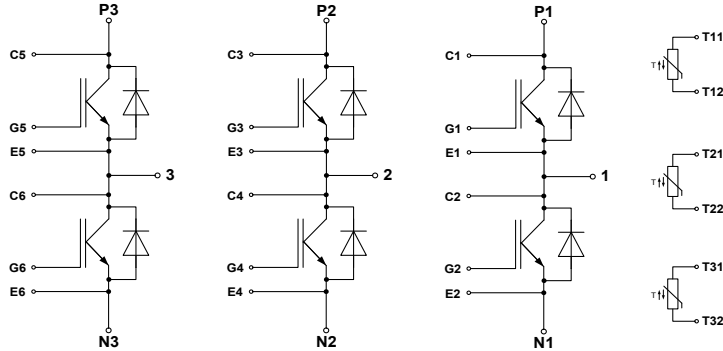 P3 P2 P1
C5 C3 C1 T11
T↑↓
T12
G5 G3 G1
E5 E3 E1 T21
3 2 1 T↑↓
C6 C4 C2 T22
G6 G4 G2 T31
E6 E4 E2 T↑↓
T32
N3 N2 N1